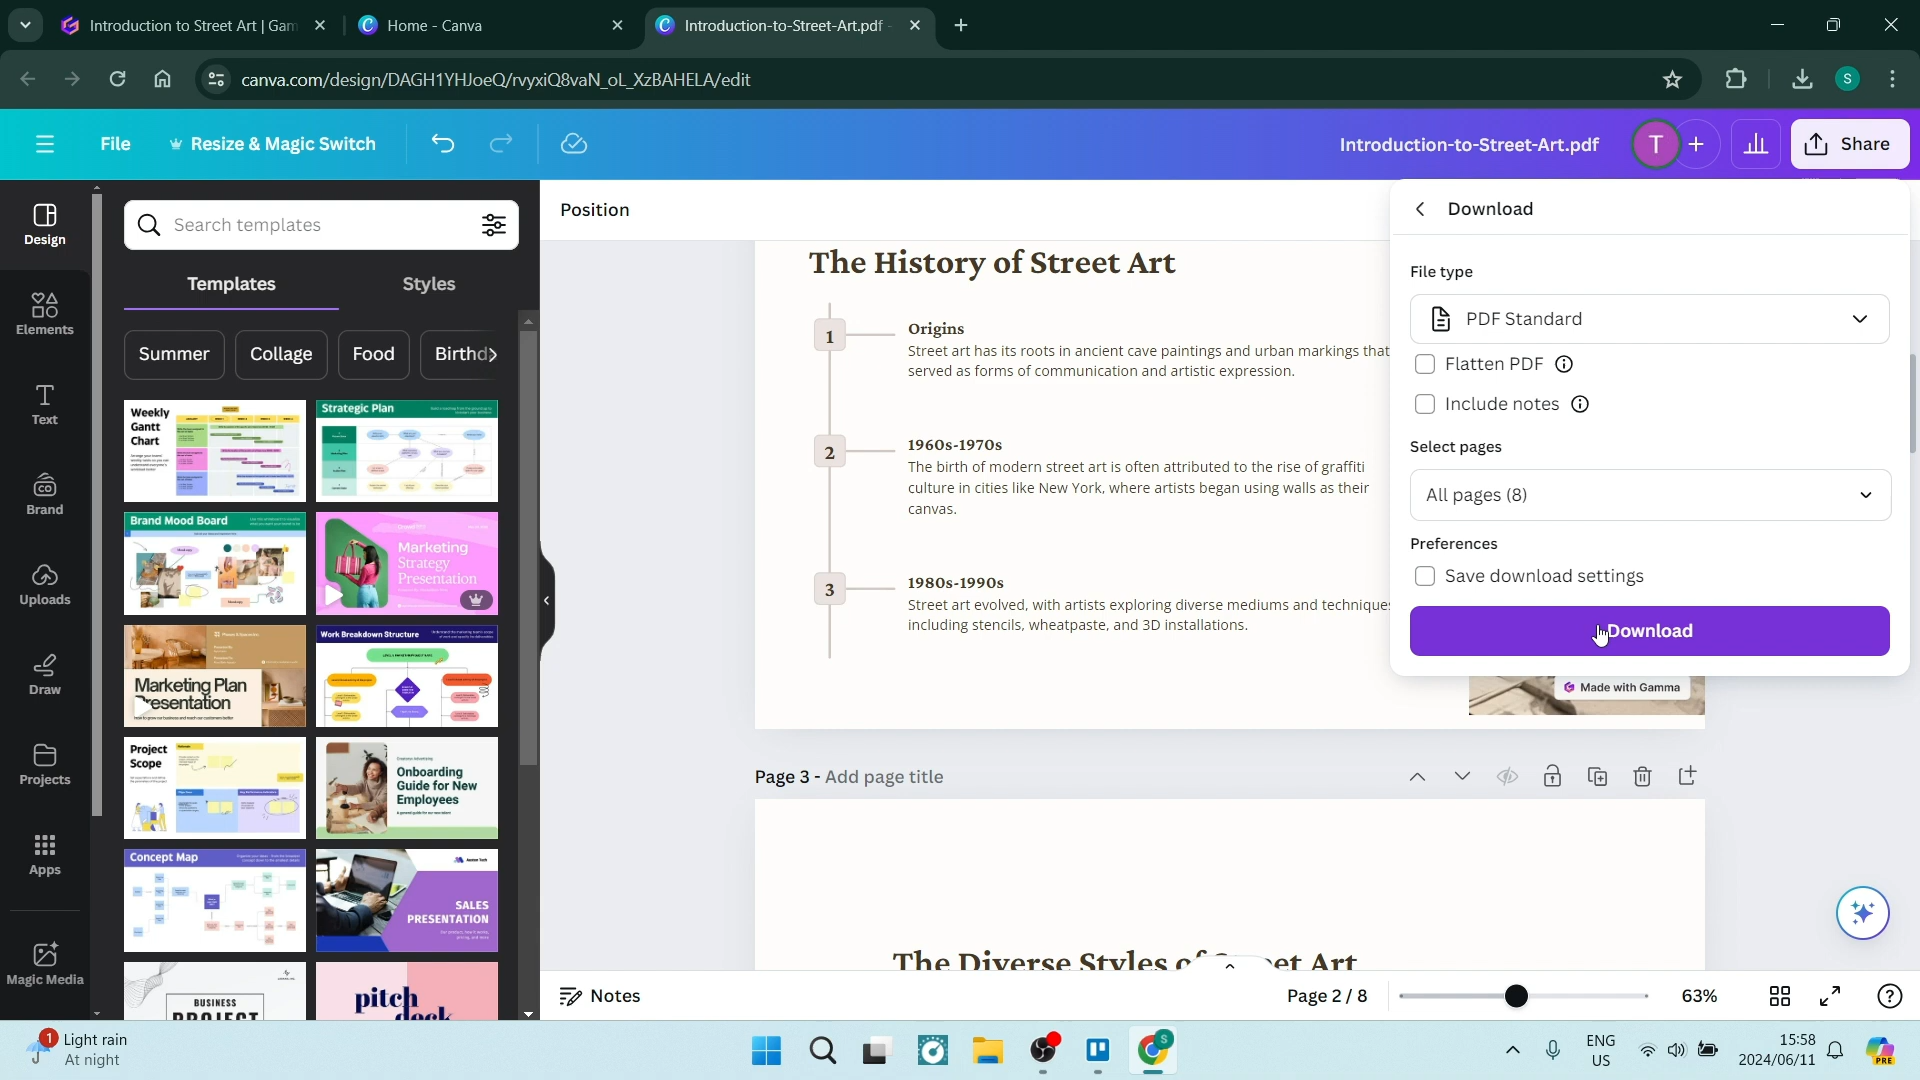 Introduction to Street Art | Gam
Home - Canva
Introduction-to-Street-Art.pdf -
canva.com/design/DAGH1YHJoeQ/rvyxiQ8vaN_oL_XzBAHELA/edit
S
File
Resize & Magic Switch
Introduction-to-Street-Art.pdf
T
Share
Design
Elements
Text
Brand
Uploads
Draw
Projects
Apps
Magic Media
Search templates
Templates
Styles
Summer
Collage
Food
Birthd
Weekly
Gantt
Chart
Strategic Plan
Brand Mood Board
Marketing
Strategy
Presentation
Marketing Plan
Presentation
Work Breakdown Structure
Project
Scope
Onboarding
Guide for New
Employees
Concept Map
SALES
PRESENTATION
BUSINESS
PROJECT
pitch
deck
Position
The History of Street Art
1
Origins
Street art has its roots in ancient cave paintings and urban markings that
served as forms of communication and artistic expression.
2
1960s-1970s
The birth of modern street art is often attributed to the rise of graffiti
culture in cities like New York, where artists began using walls as their
canvas.
3
1980s-1990s
Street art evolved, with artists exploring diverse mediums and techniques
including stencils, wheatpaste, and 3D installations.
Made with Gamma
Page 3 - Add page title
The Diverse Styles of Street Art
Download
File type
PDF Standard
Flatten PDF
Include notes
Select pages
All pages (8)
Preferences
Save download settings
Download
Notes
Page 2 / 8
63%
1
Light rain
At night
S
ENG
US
15:58
2024/06/11
PRE